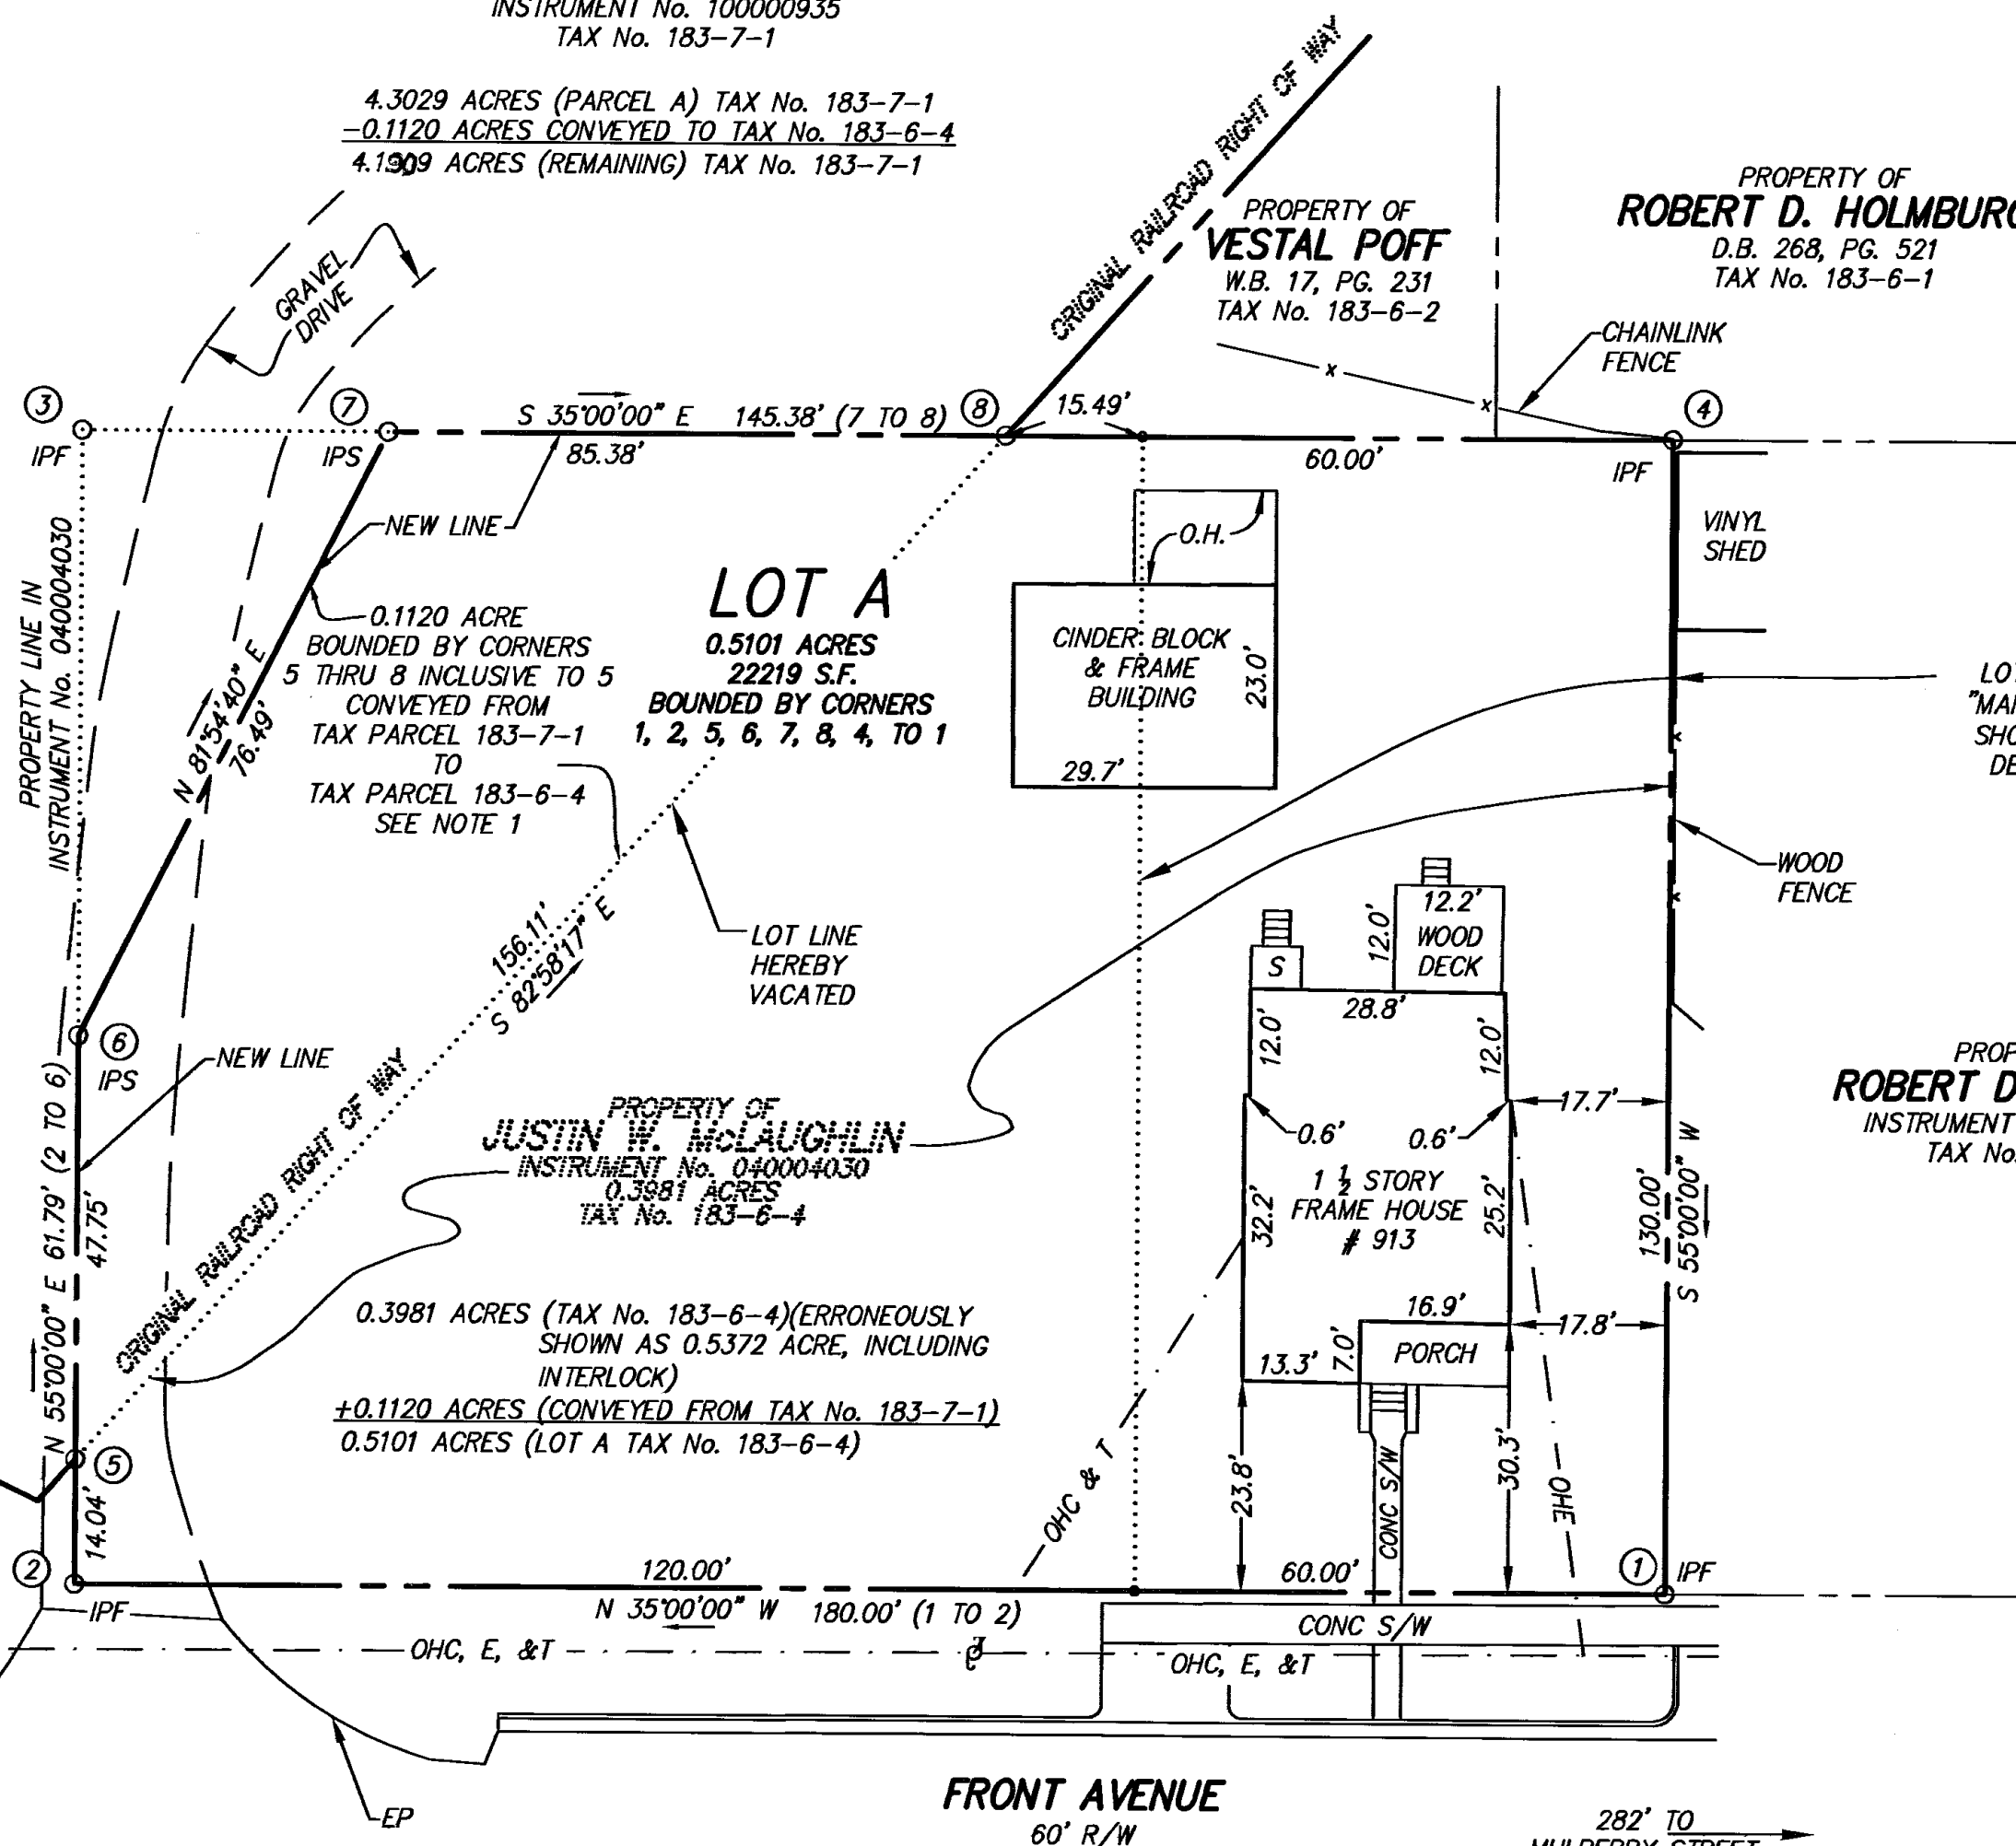 INSTRUMENT No. 100000935
TAX No. 183-7-1
4.3029 ACRES (PARCEL A) TAX No. 183-7-1
-0.1120 ACRES CONVEYED TO TAX No. 183-6-4
4.1909 ACRES (REMAINING) TAX No. 183-7-1
ORIGINAL RAILROAD RIGHT OF WAY
PROPERTY OF
VESTAL POFF
W.B. 17, PG. 231
TAX No. 183-6-2
PROPERTY OF
ROBERT D. HOLMBURG
D.B. 268, PG. 521
TAX No. 183-6-1
GRAVEL
DRIVE
CHAINLINK
FENCE
x
x
3
IPF
7
IPS
S 35°00'00" E 145.38' (7 TO 8)
85.38'
8
15.49'
60.00'
4
IPF
VINYL
SHED
PROPERTY LINE IN
INSTRUMENT No. 040004030
NEW LINE
N 81°54'40" E
76.49'
0.1120 ACRE
BOUNDED BY CORNERS
5 THRU 8 INCLUSIVE TO 5
CONVEYED FROM
TAX PARCEL 183-7-1
TO
TAX PARCEL 183-6-4
SEE NOTE 1
LOT A
0.5101 ACRES
22219 S.F.
BOUNDED BY CORNERS
1, 2, 5, 6, 7, 8, 4, TO 1
O.H.
CINDER BLOCK
& FRAME
BUILDING
23.0'
29.7'
LOT
"MA
SHO
DE
x
x
WOOD
FENCE
156.11'
S 82°58'17" E
LOT LINE
HEREBY
VACATED
12.2'
12.0'
WOOD
DECK
S
28.8'
12.0'
12.0'
6
IPS
NEW LINE
N 55°00'00" E 61.79' (2 TO 6)
47.75'
ORIGINAL RAILROAD RIGHT OF WAY
PROPERTY OF
JUSTIN W. McLAUGHLIN
INSTRUMENT No. 040004030
0.3981 ACRES
TAX No. 183-6-4
0.6'
0.6'
17.7'
1 ½ STORY
FRAME HOUSE
# 913
32.2'
25.2'
130.00'
S 55°00'00" W
PROP
ROBERT D
INSTRUMENT
TAX No.
0.3981 ACRES (TAX No. 183-6-4)(ERRONEOUSLY
SHOWN AS 0.5372 ACRE, INCLUDING
INTERLOCK)
+0.1120 ACRES (CONVEYED FROM TAX No. 183-7-1)
0.5101 ACRES (LOT A TAX No. 183-6-4)
16.9'
17.8'
PORCH
7.0'
13.3'
5
14.04'
OHC & T
23.8'
CONC S/W
30.3'
OHE
2
IPF
120.00'
N 35°00'00" W 180.00' (1 TO 2)
60.00'
1
IPF
CONC S/W
OHC, E, &T
OHC, E, &T
EP
FRONT AVENUE
60' R/W
282' TO
MULBERRY STREET